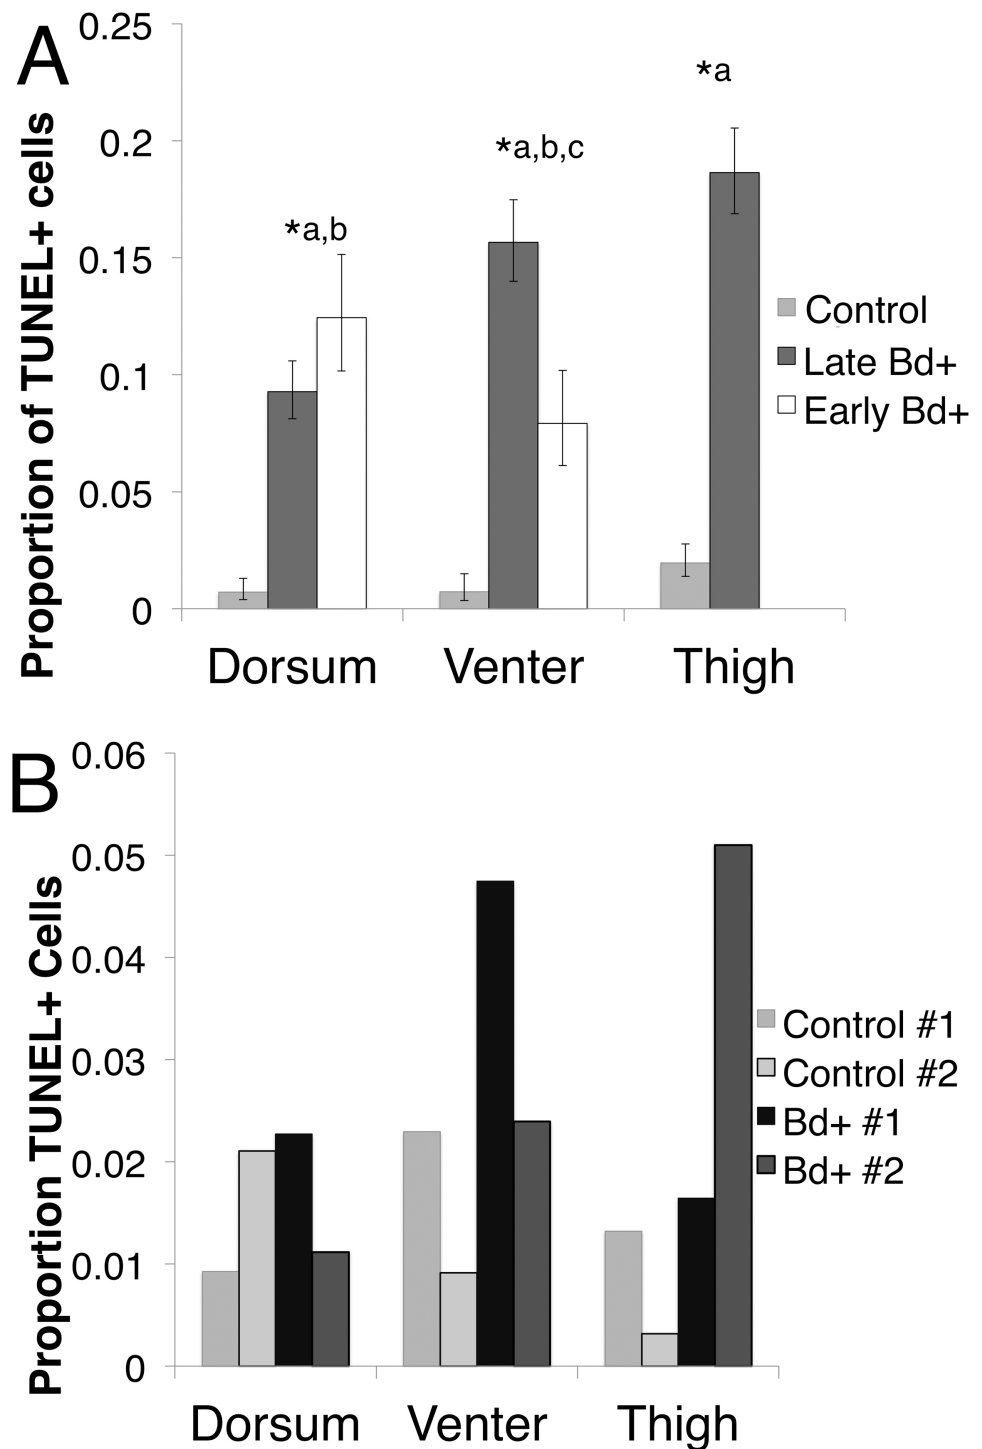 A
Proportion of TUNEL+ cells
0.25
0.2
0.15
0.1
0.05
0
*a,b
*a,b,c
*a
Control
Late Bd+
Early Bd+
Dorsum Venter Thigh
B
Proportion TUNEL+ Cells
0.06
0.05
0.04
0.03
0.02
0.01
0
Control #1
Control #2
Bd+ #1
Bd+ #2
Dorsum Venter Thigh